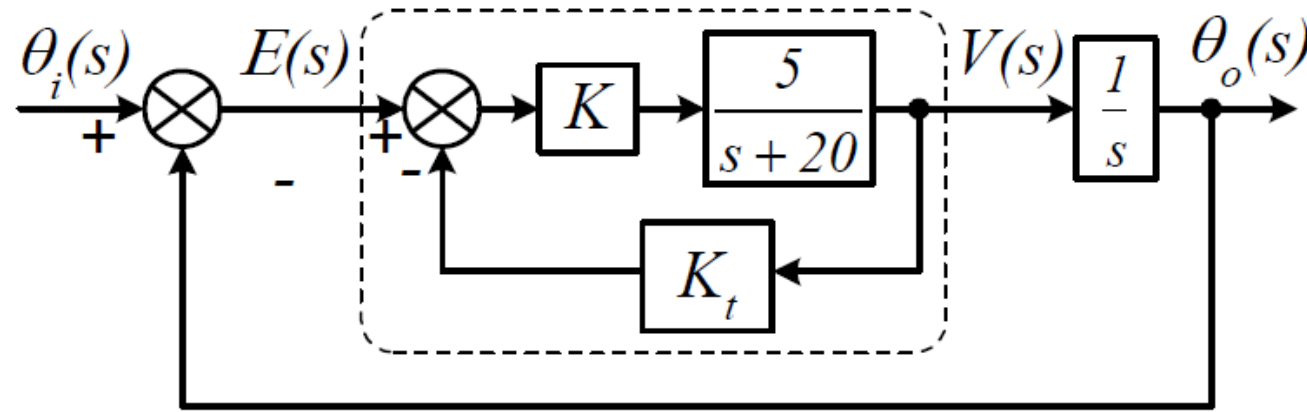 θᵢ(s) E(s) K 5 V(s) 1 θₒ(s)
+ - + - s + 20 s
Kₜ